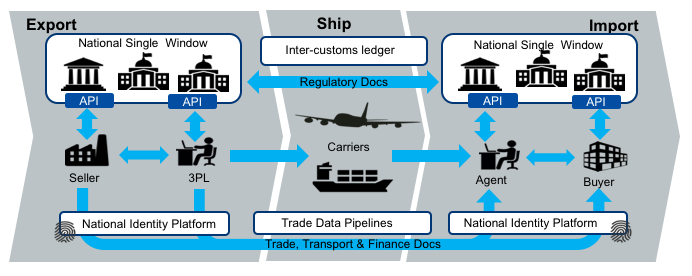 Export
Ship
Import
National Single Window
Inter-customs ledger
National Single Window
Regulatory Docs
API
API
API
API
Carriers
Seller
3PL
Agent
Buyer
National Identity Platform
Trade Data Pipelines
National Identity Platform
Trade, Transport & Finance Docs